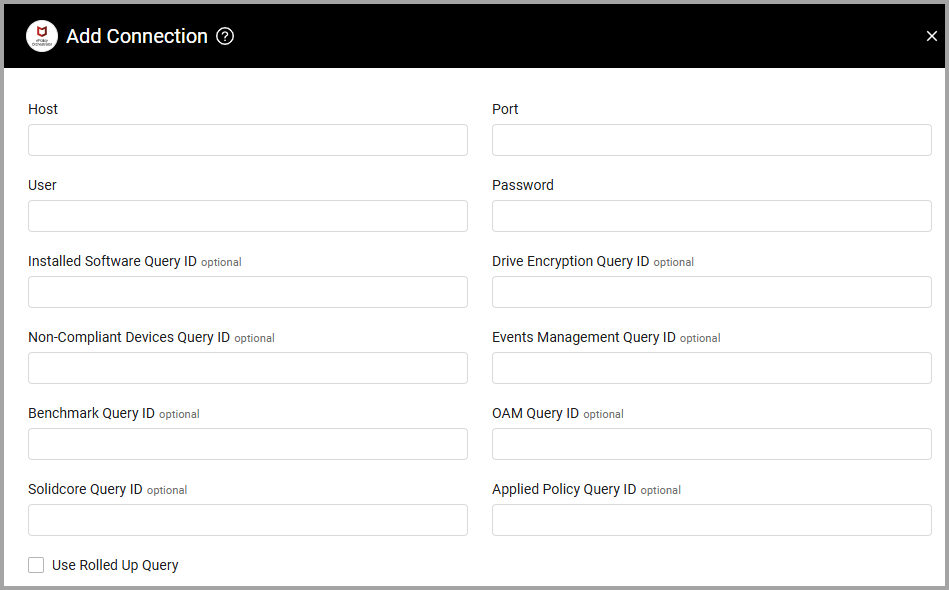 Add Connection ?
Host
Port
User
Password
Installed Software Query ID optional
Drive Encryption Query ID optional
Non-Compliant Devices Query ID optional
Events Management Query ID optional
Benchmark Query ID optional
OAM Query ID optional
Solidcore Query ID optional
Applied Policy Query ID optional
Use Rolled Up Query